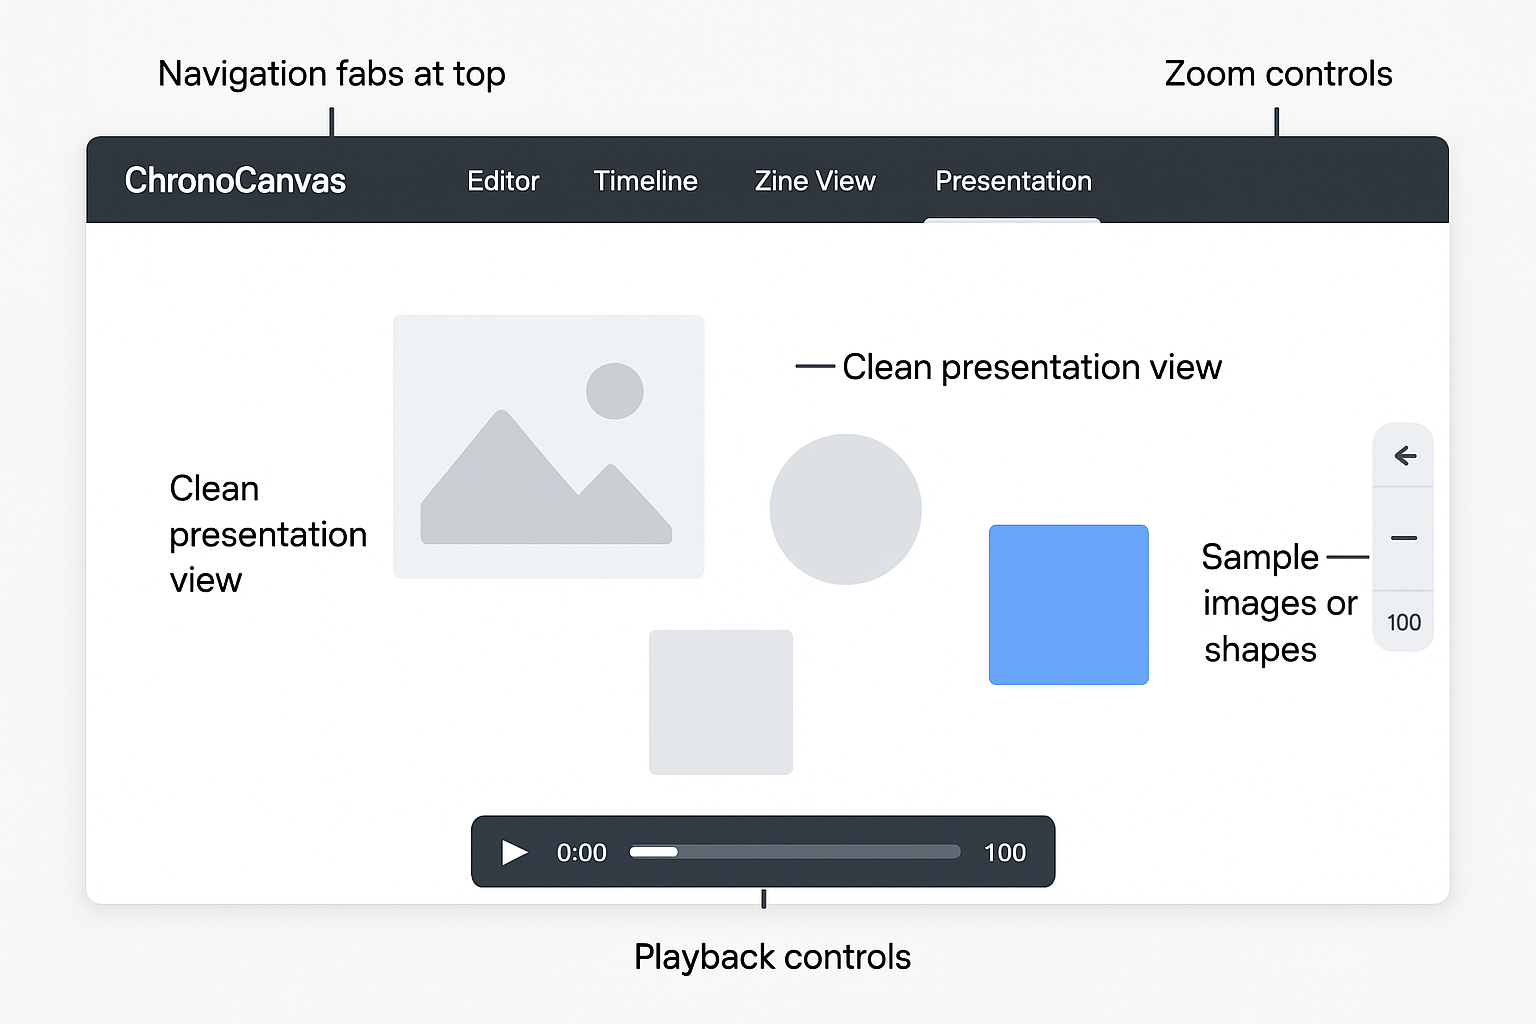 Navigation fabs at top
Zoom controls
ChronoCanvas
Editor
Timeline
Zine View
Presentation
Clean presentation view
Clean
presentation
view
Sample
images or
shapes
100
0:00
100
Playback controls